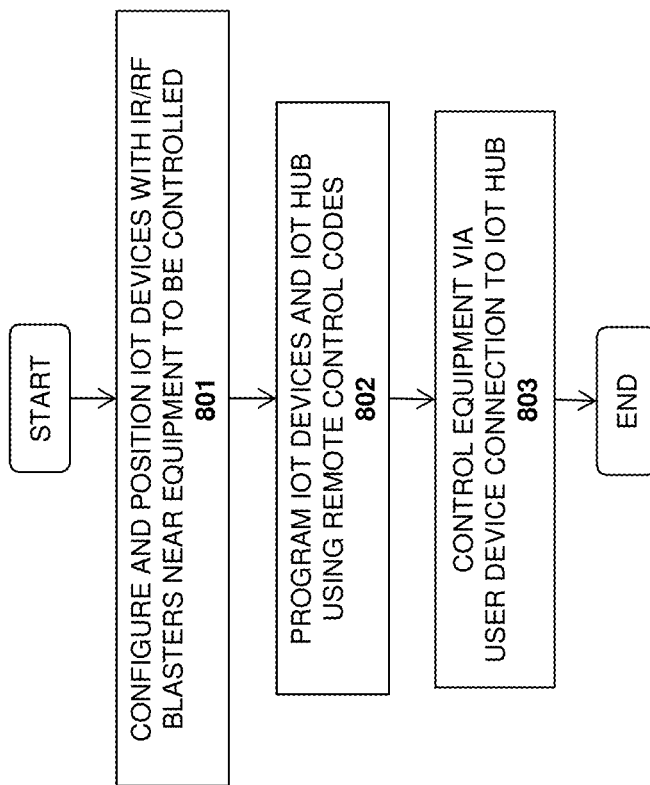 START
CONFIGURE AND POSITION IOT DEVICES WITH IR/RF
BLASTERS NEAR EQUIPMENT TO BE CONTROLLED
801
PROGRAM IOT DEVICES AND IOT HUB
USING REMOTE CONTROL CODES
802
CONTROL EQUIPMENT VIA
USER DEVICE CONNECTION TO IOT HUB
803
END